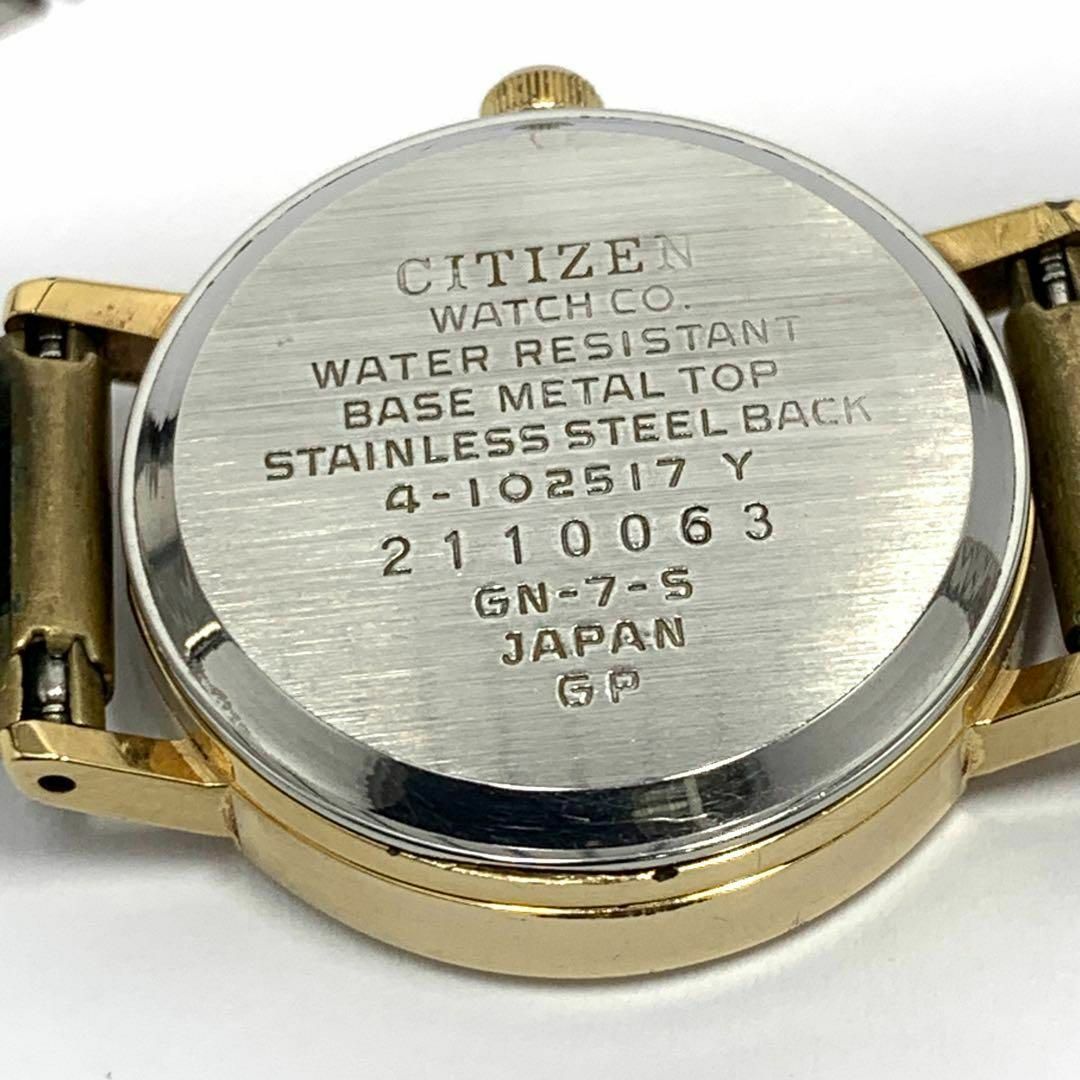 CITIZEN
WATCH CO.
WATER RESISTANT
BASE METAL TOP
STAINLESS STEEL BACK
4-102517 Y
2110063
GN-7-S
JAPAN
GP